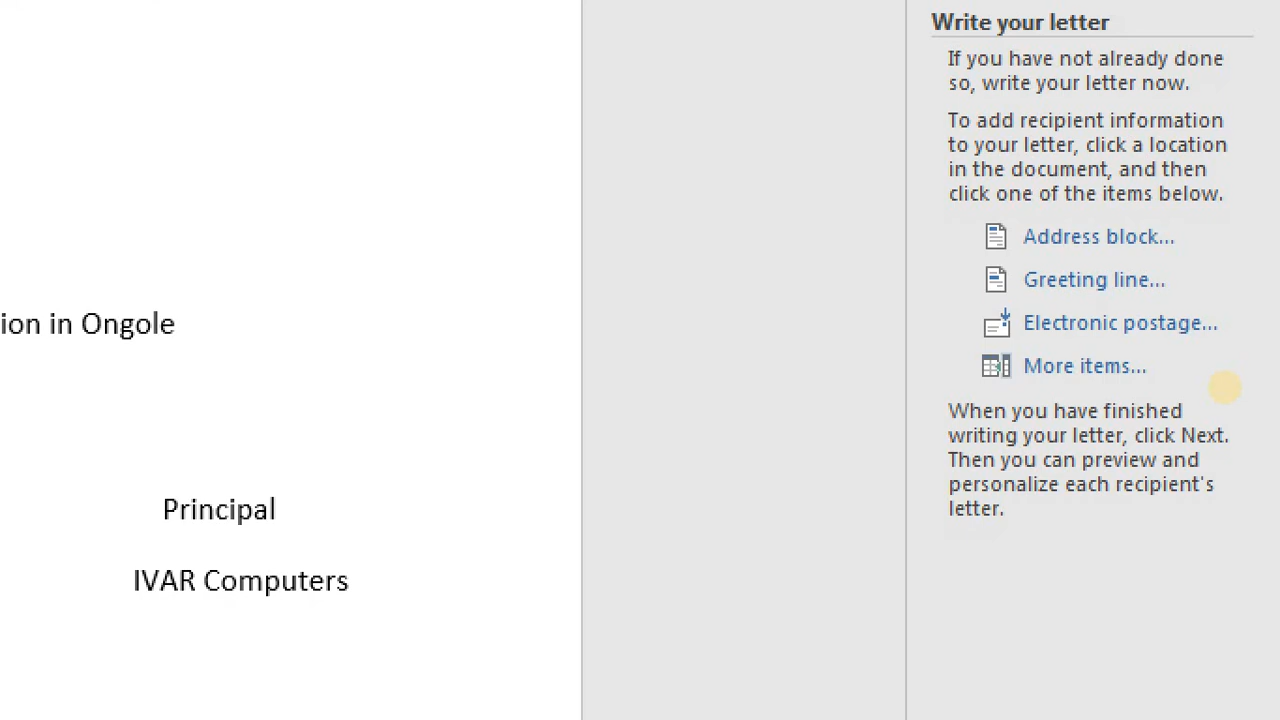 Write your letter
If you have not already done
so, write your letter now.
To add recipient information
to your letter, click a location
in the document, and then
click one of the items below.
Address block...
Greeting line...
Electronic postage...
More items...
When you have finished
writing your letter, click Next.
Then you can preview and
personalize each recipient's
letter.
ion in Ongole
Principal
IVAR Computers